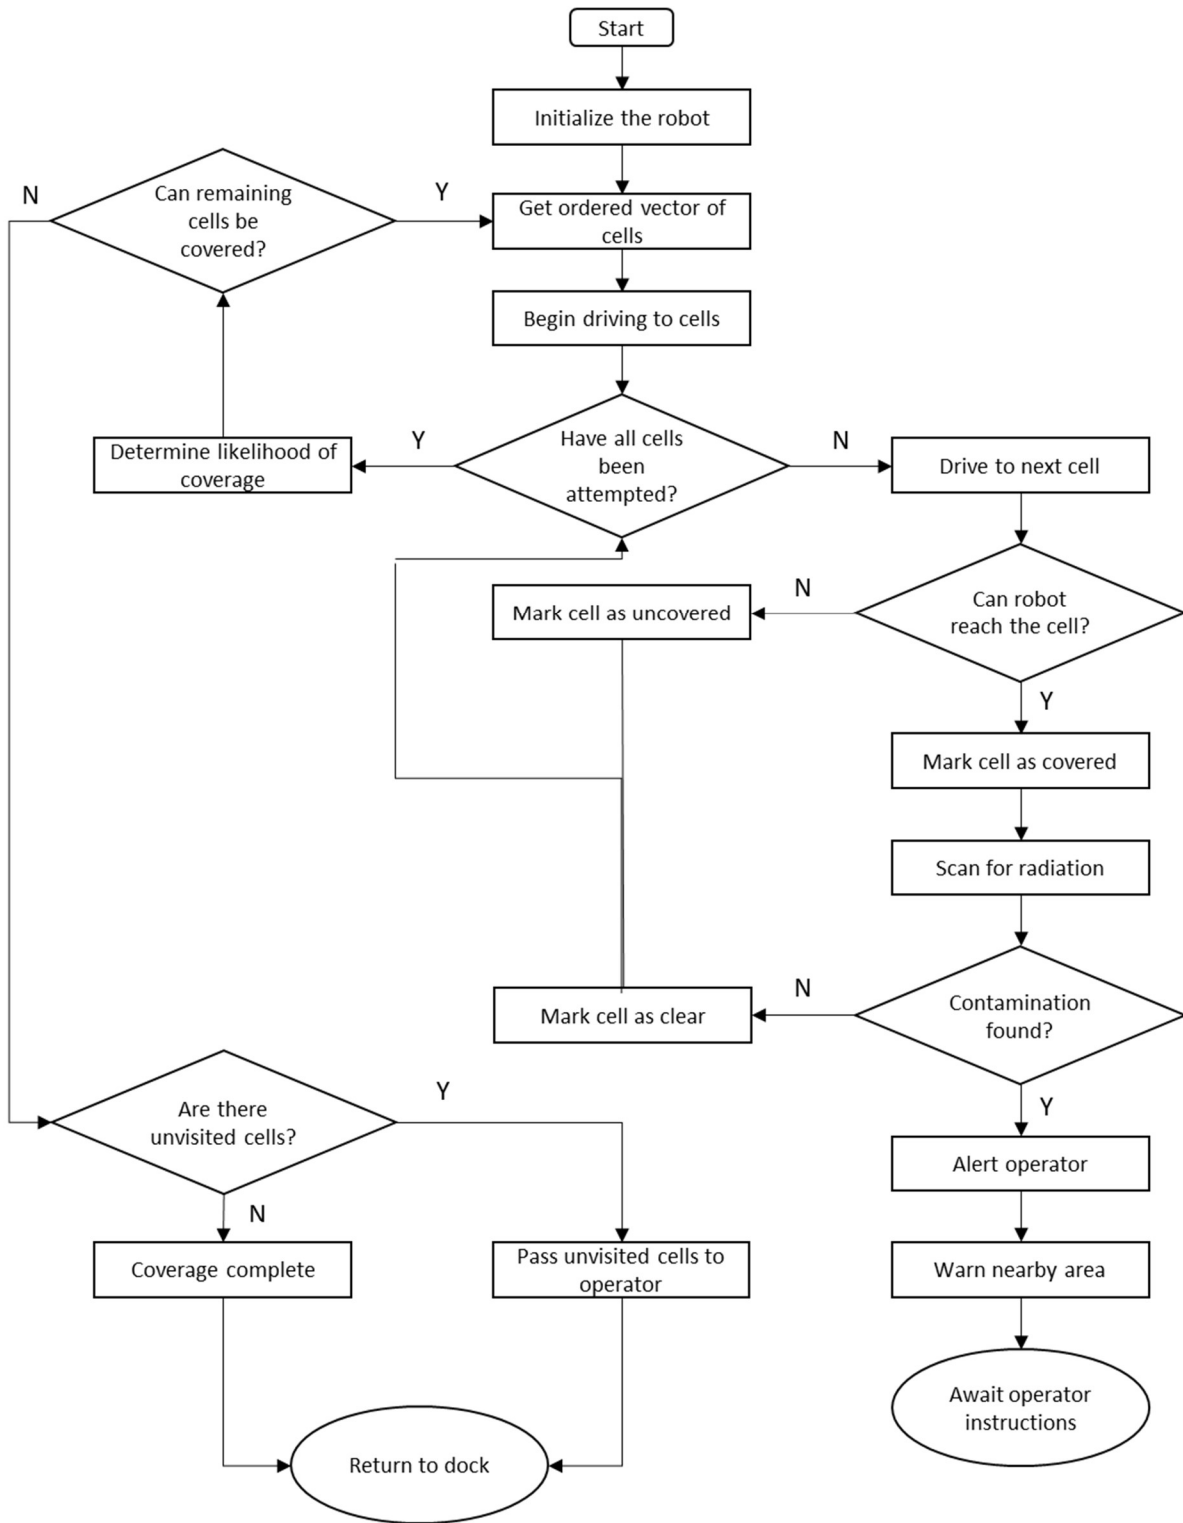 Start
Initialize the robot
N
Can remaining
cells be
covered?
Y
Get ordered vector of
cells
Begin driving to cells
Determine likelihood of
coverage
Y
Have all cells
been
attempted?
N
Drive to next cell
Mark cell as uncovered
N
Can robot
reach the cell?
Y
Mark cell as covered
Scan for radiation
Mark cell as clear
N
Contamination
found?
Y
Are there
unvisited cells?
Y
Alert operator
N
Coverage complete
Pass unvisited cells to
operator
Warn nearby area
Await operator
instructions
Return to dock